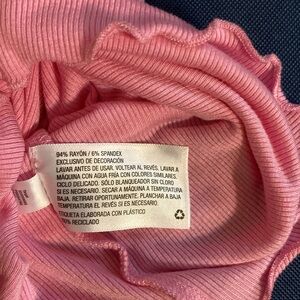 94% RAYÓN / 6% SPANDEX
EXCLUSIVO DE DECORACIÓN
LAVAR ANTES DE USAR. VOLTEAR AL REVÉS. LAVAR A
MÁQUINA CON AGUA FRÍA CON COLORES SIMILARES.
CICLO DELICADO. SÓLO BLANQUEADOR SIN CLORO
SI ES NECESARIO. SECAR A MÁQUINA A TEMPERATURA
BAJA. RETIRAR OPORTUNAMENTE. PLANCHAR A BAJA
TEMPERATURA EL REVÉS SI ES NECESARIO.
ETIQUETA ELABORADA CON PLÁSTICO
RECICLADO